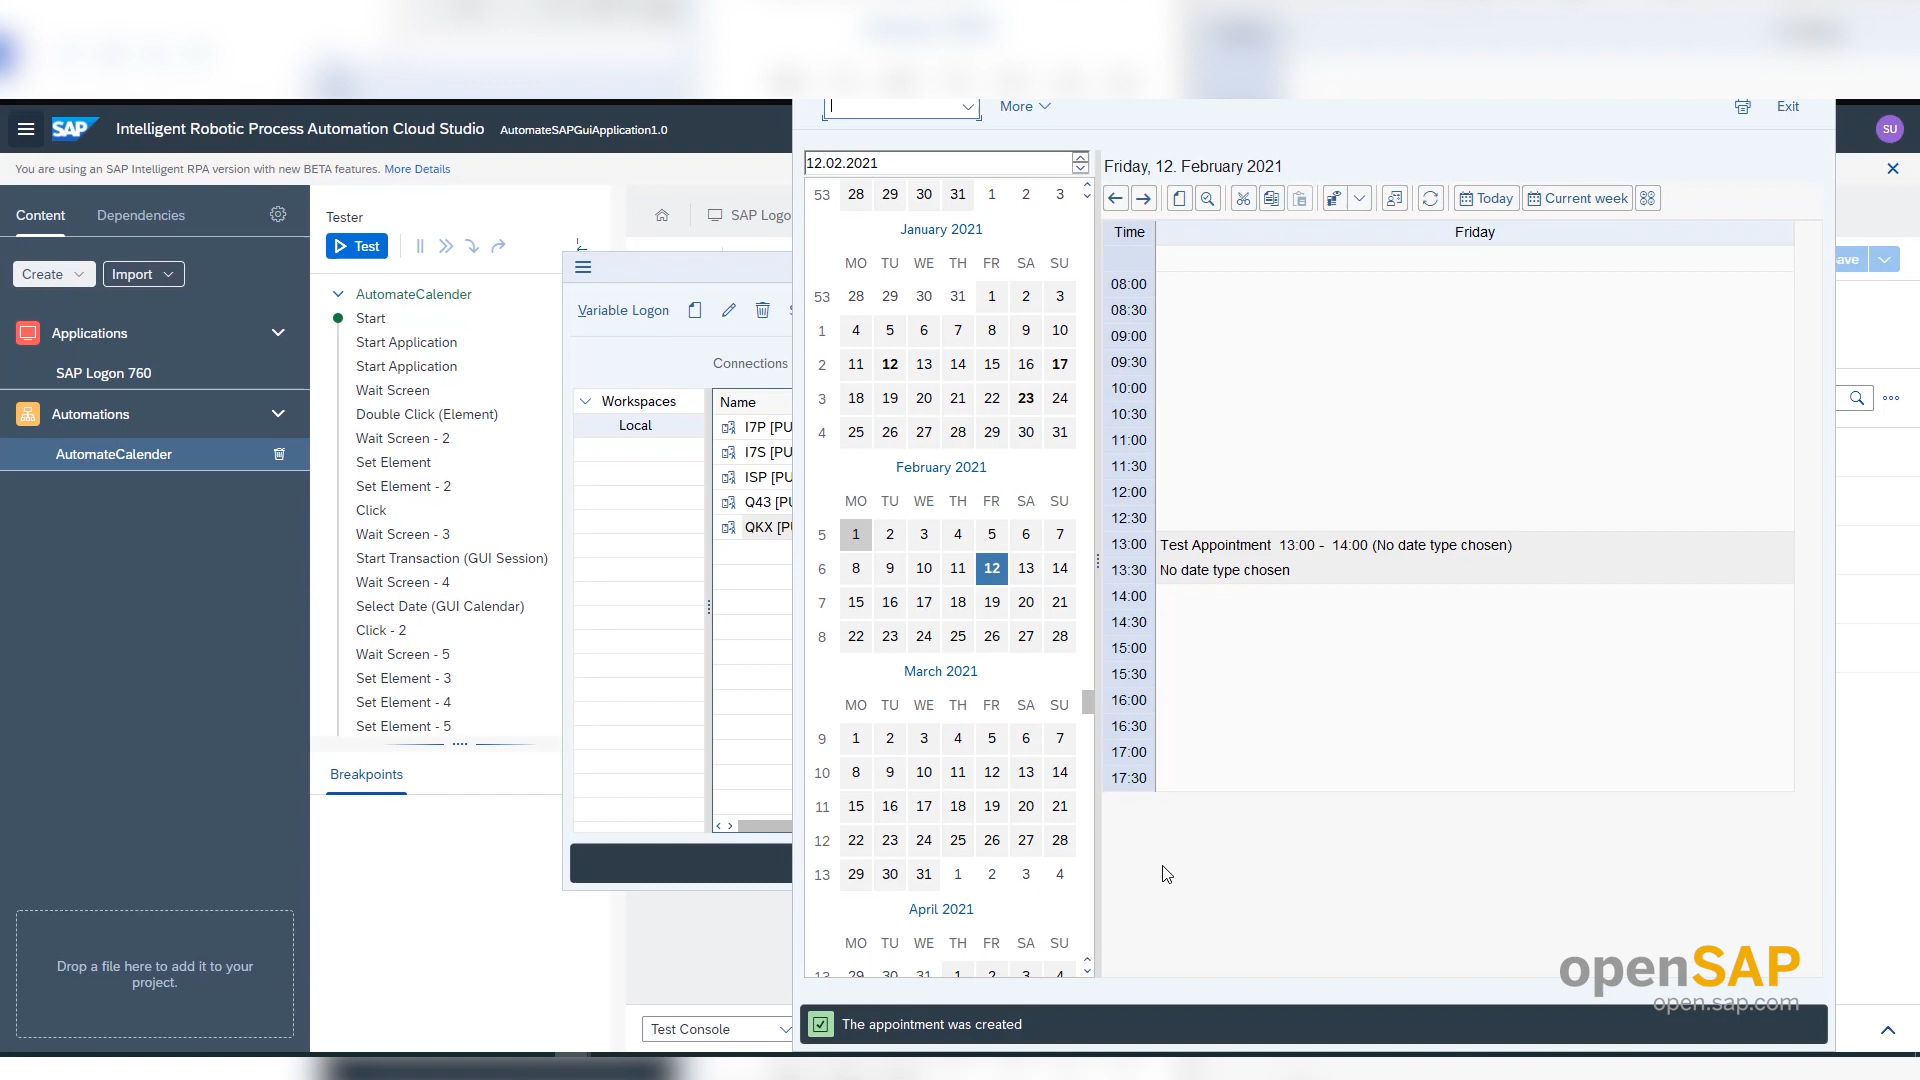 SAP Intelligent Robotic Process Automation Cloud Studio AutomateSAPGuiApplication1.0
SU
You are using an SAP Intelligent RPA version with new BETA features. More Details
Content Dependencies
Create
Import
Applications
SAP Logon 760
Automations
AutomateCalender
Drop a file here to add it to your
project.
Tester
Test
AutomateCalender
Start
Start Application
Start Application
Wait Screen
Double Click (Element)
Wait Screen - 2
Set Element
Set Element - 2
Click
Wait Screen - 3
Start Transaction (GUI Session)
Wait Screen - 4
Select Date (GUI Calendar)
Click - 2
Wait Screen - 5
Set Element - 3
Set Element - 4
Set Element - 5
Breakpoints
SAP Logo
Variable Logon
Connections
Workspaces
Local
Name
I7P [PU
I7S [PU
ISP [PU
Q43 [PU
QKX [PU
Test Console
More
Exit
12.02.2021
53 28 29 30 31 1 2 3
January 2021
MO TU WE TH FR SA SU
53 28 29 30 31 1 2 3
1 4 5 6 7 8 9 10
2 11 12 13 14 15 16 17
3 18 19 20 21 22 23 24
4 25 26 27 28 29 30 31
February 2021
MO TU WE TH FR SA SU
5 1 2 3 4 5 6 7
6 8 9 10 11 12 13 14
7 15 16 17 18 19 20 21
8 22 23 24 25 26 27 28
March 2021
MO TU WE TH FR SA SU
9 1 2 3 4 5 6 7
10 8 9 10 11 12 13 14
11 15 16 17 18 19 20 21
12 22 23 24 25 26 27 28
13 29 30 31 1 2 3 4
April 2021
MO TU WE TH FR SA SU
13 29 30 31 1 2 3 4
Friday, 12. February 2021
Today
Current week
Time Friday
08:00
08:30
09:00
09:30
10:00
10:30
11:00
11:30
12:00
12:30
13:00 Test Appointment 13:00 - 14:00 (No date type chosen)
13:30 No date type chosen
14:00
14:30
15:00
15:30
16:00
16:30
17:00
17:30
ave
openSAP
open.sap.com
The appointment was created